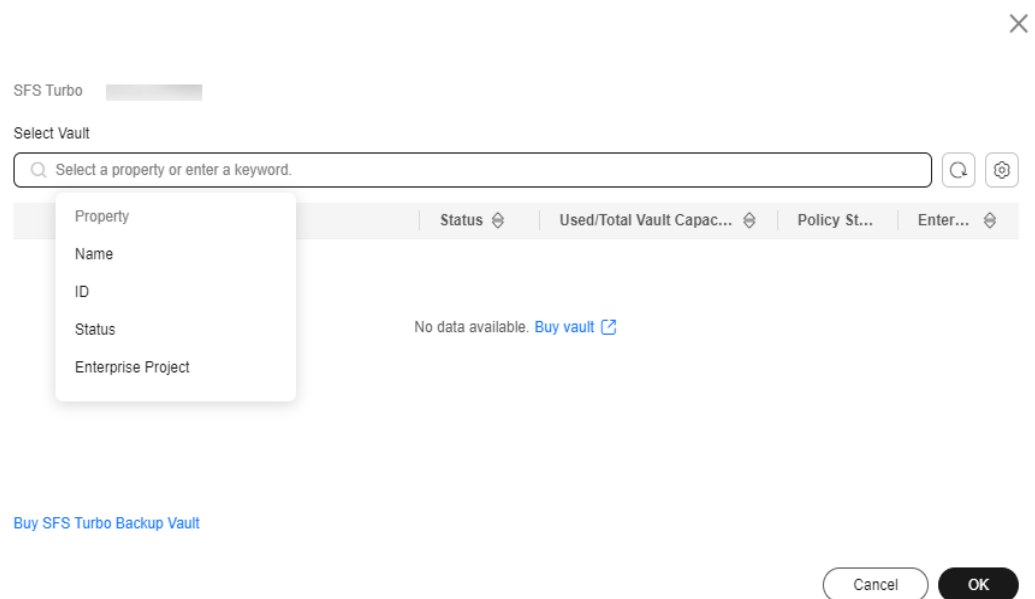 SFS Turbo
Select Vault
Select a property or enter a keyword.
Property
Status
Used/Total Vault Capac...
Policy St...
Enter...
Name
ID
Status
Enterprise Project
No data available. Buy vault
Buy SFS Turbo Backup Vault
Cancel
OK